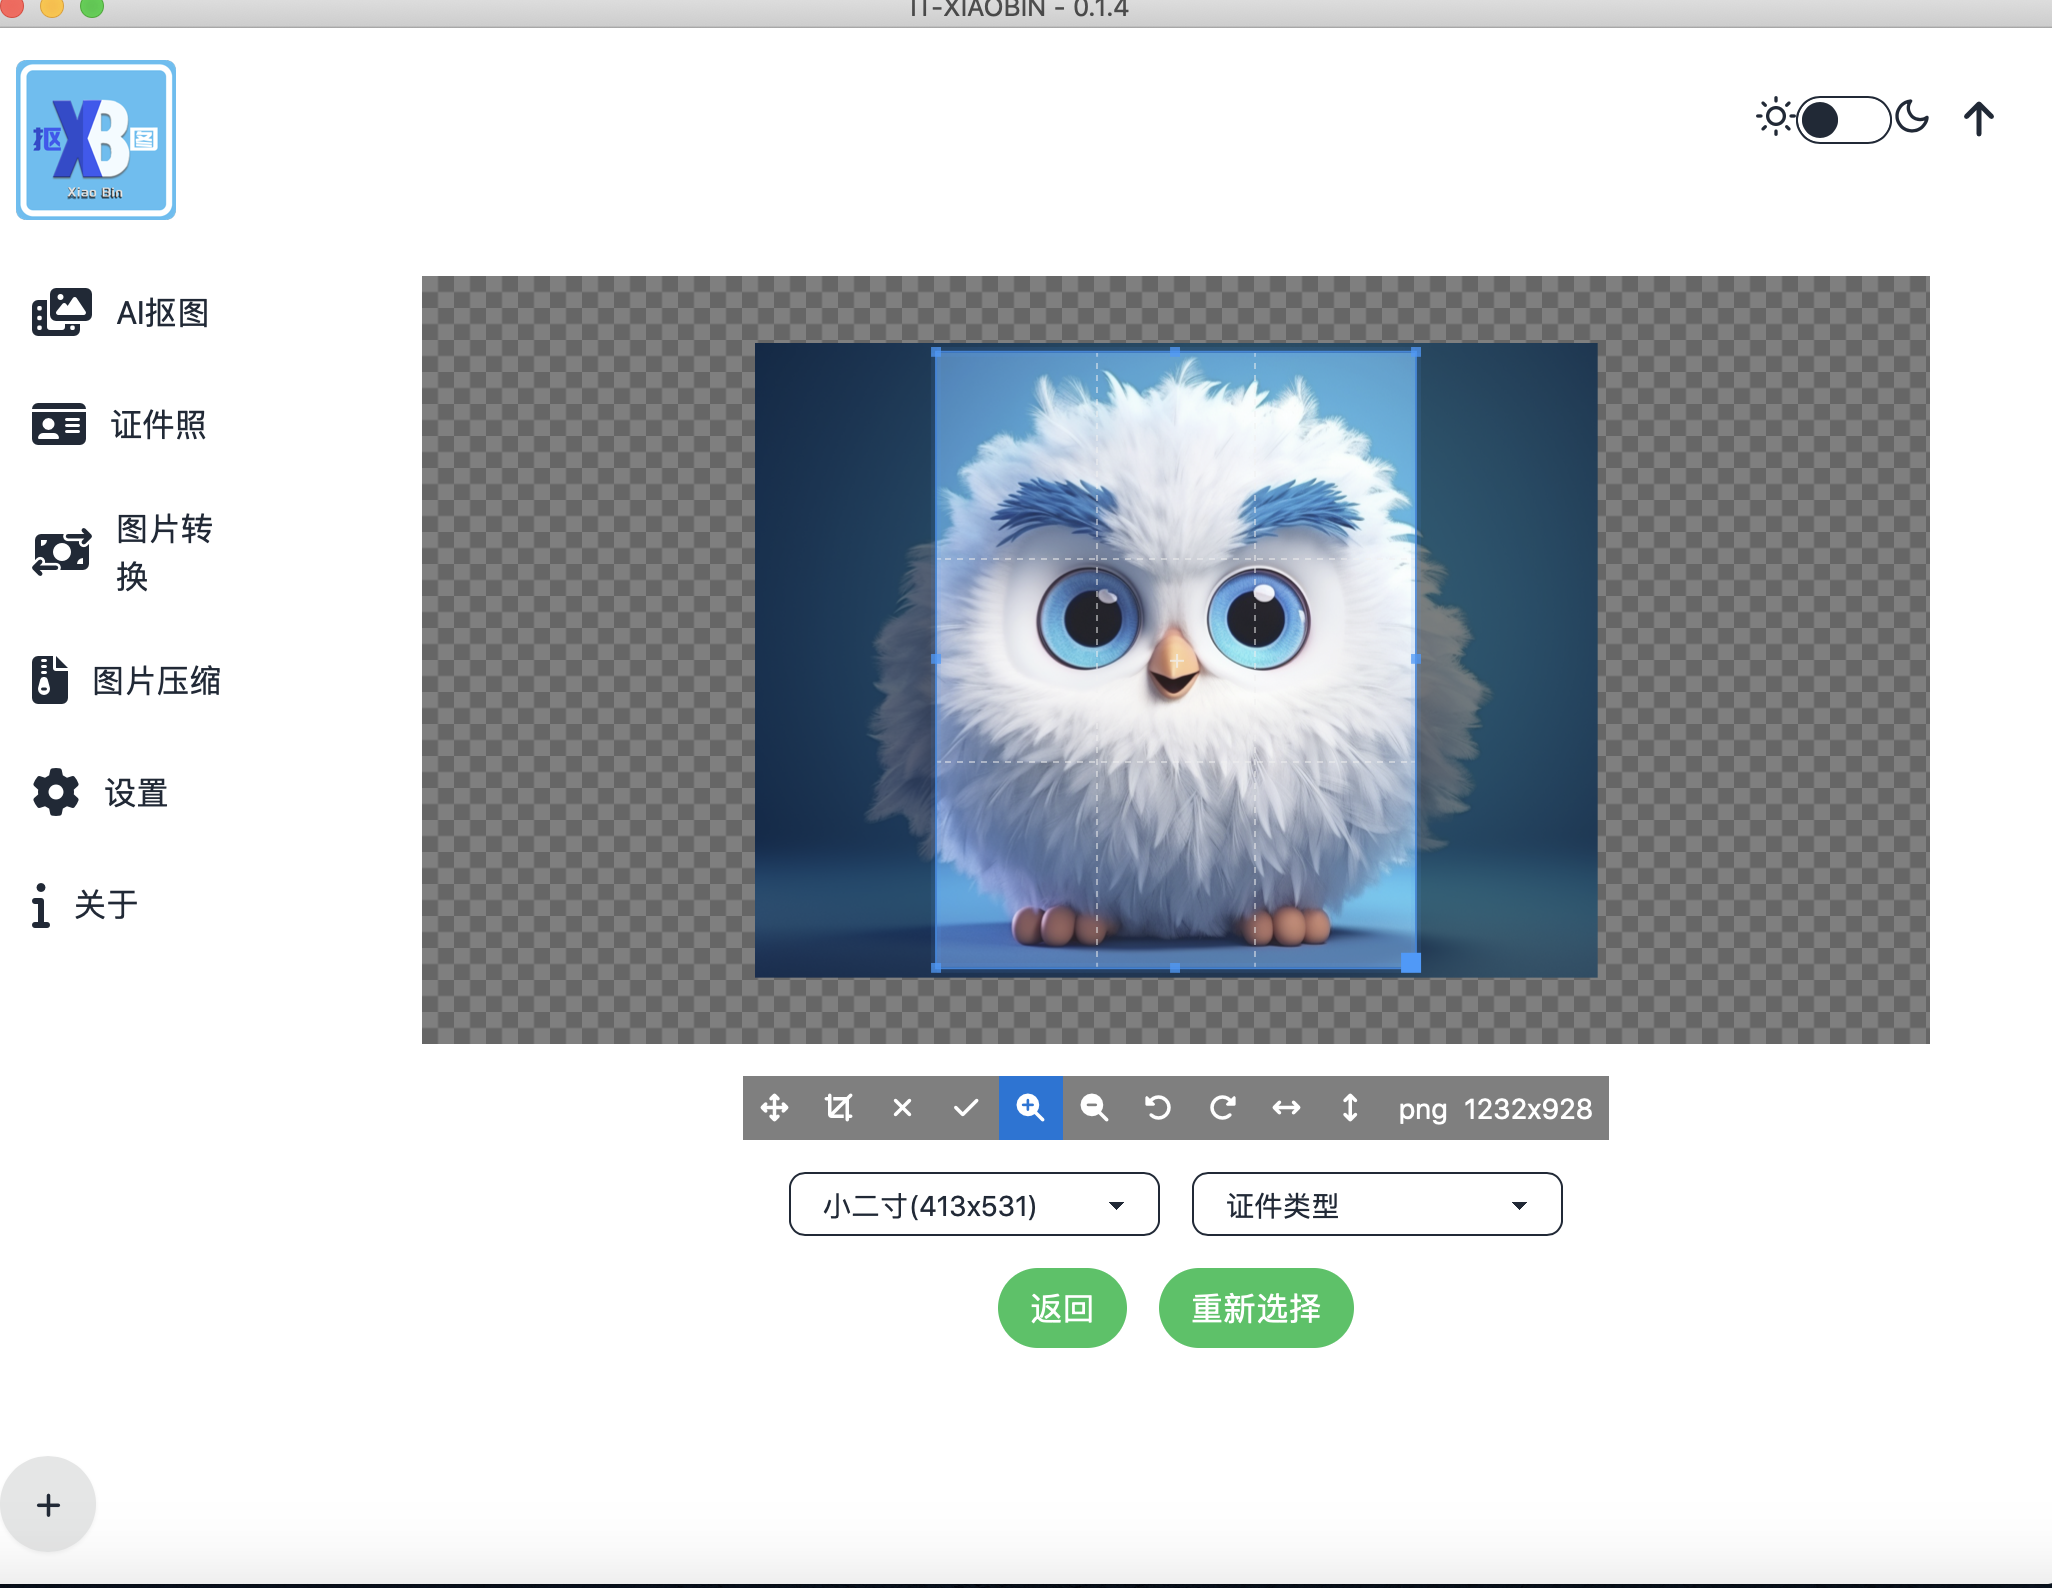 IT-XIAOBIN - 0.1.4
抠 XB 图
Xiao Bin
AI抠图
证件照
图片转
换
图片压缩
设置
关于
png 1232x928
小二寸(413x531)
证件类型
返回
重新选择